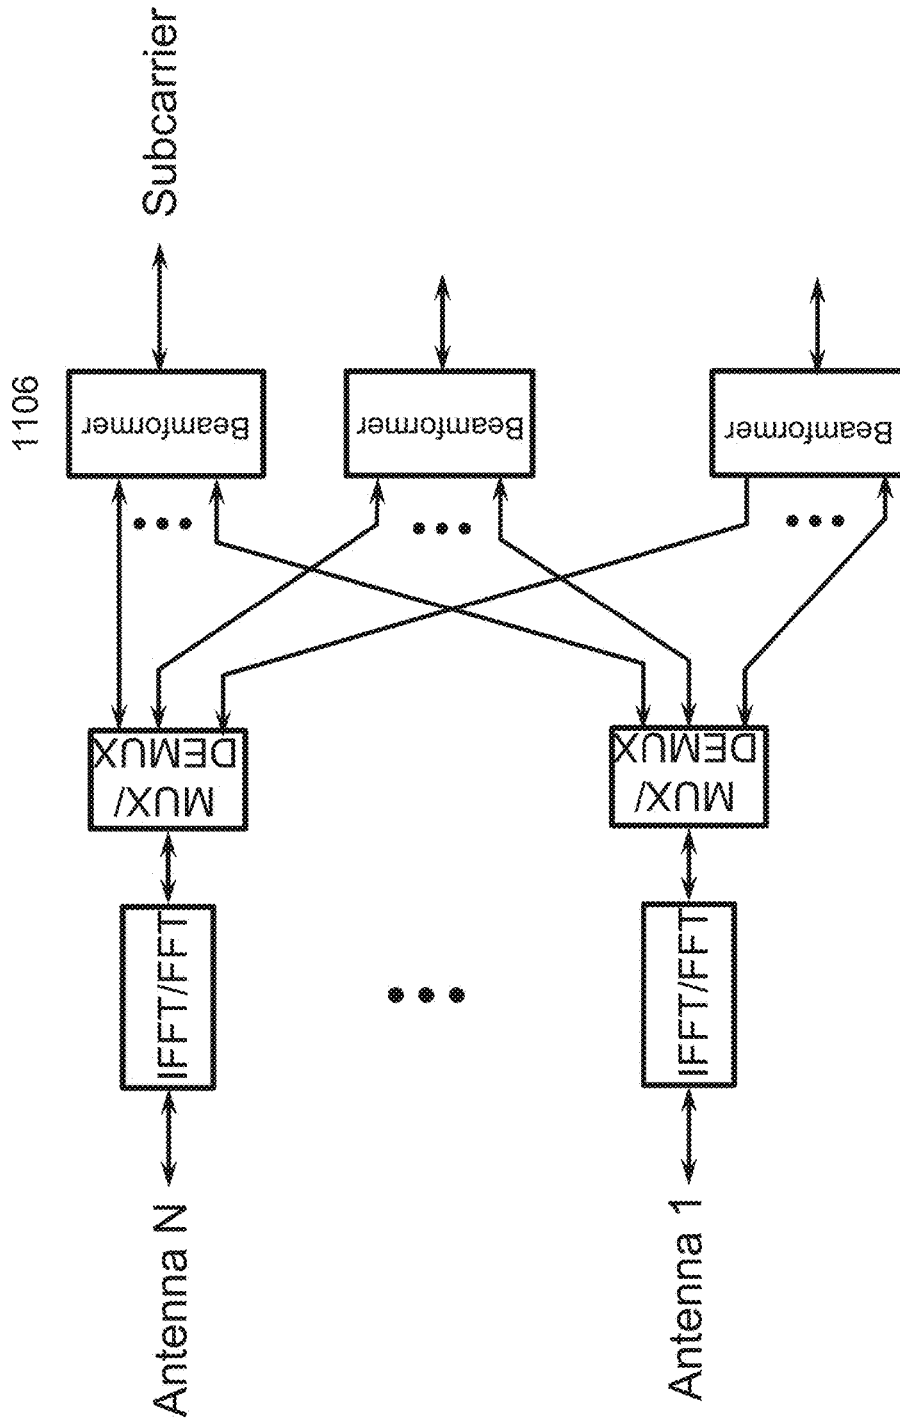 1106
Subcarrier
Beamformer
Beamformer
Beamformer
MUX/
DEMUX
MUX/
DEMUX
IFFT/FFT
IFFT/FFT
Antenna N
Antenna 1